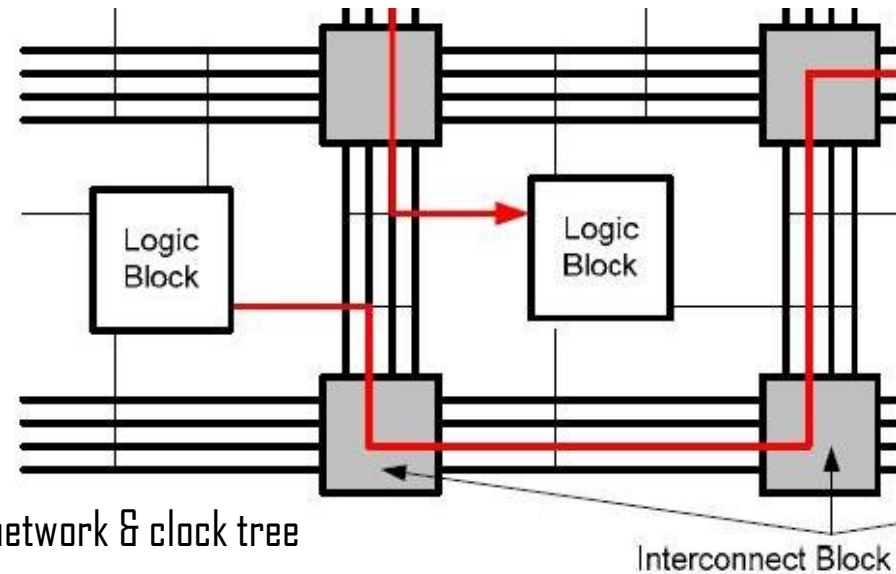 Logic
Block
Logic
Block
network & clock tree
Interconnect Block